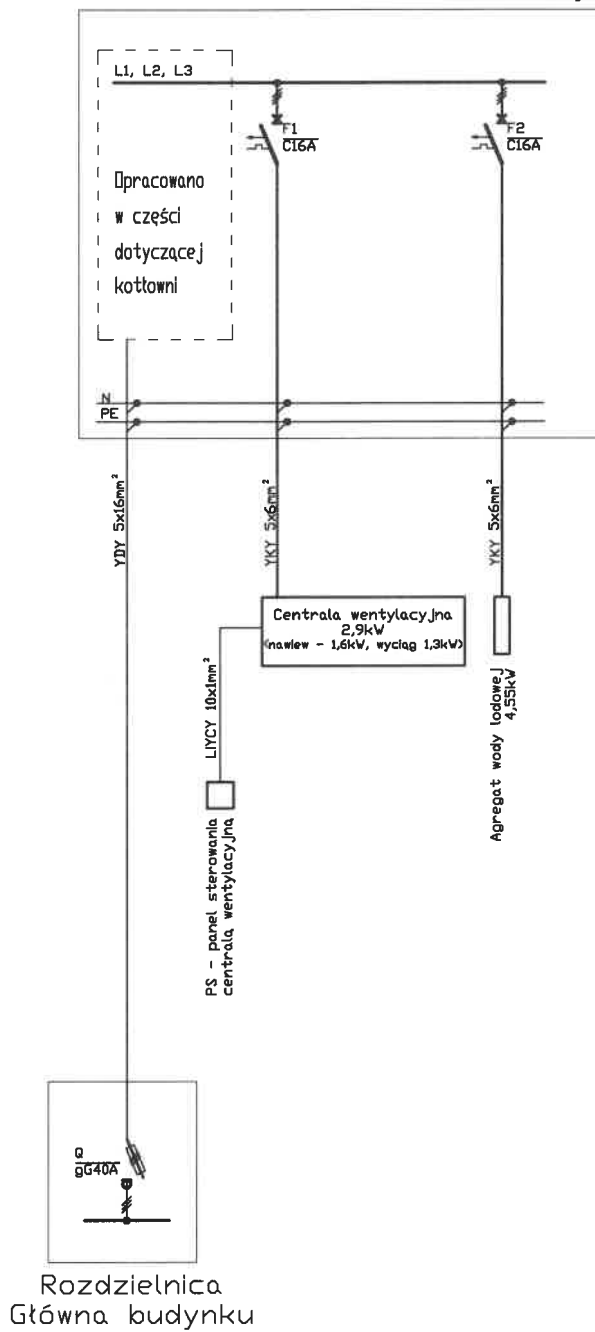 L1, L2, L3
F1
C16A
F2
C16A
Opracowano
w części
dotyczącej
kotłowni
N
PE
YDY 5x16mm²
YKY 5x6mm²
YKY 5x6mm²
Centrala wentylacyjna
2,9kW
(nawiew - 1,6kW, wyciąg 1,3kW)
LIYCY 10x1mm²
Agregat wody lodowej
4,55kW
PS - panel sterowania
centralą wentylacyjną
Q
gG40A
Rozdzielnica
Główna budynku